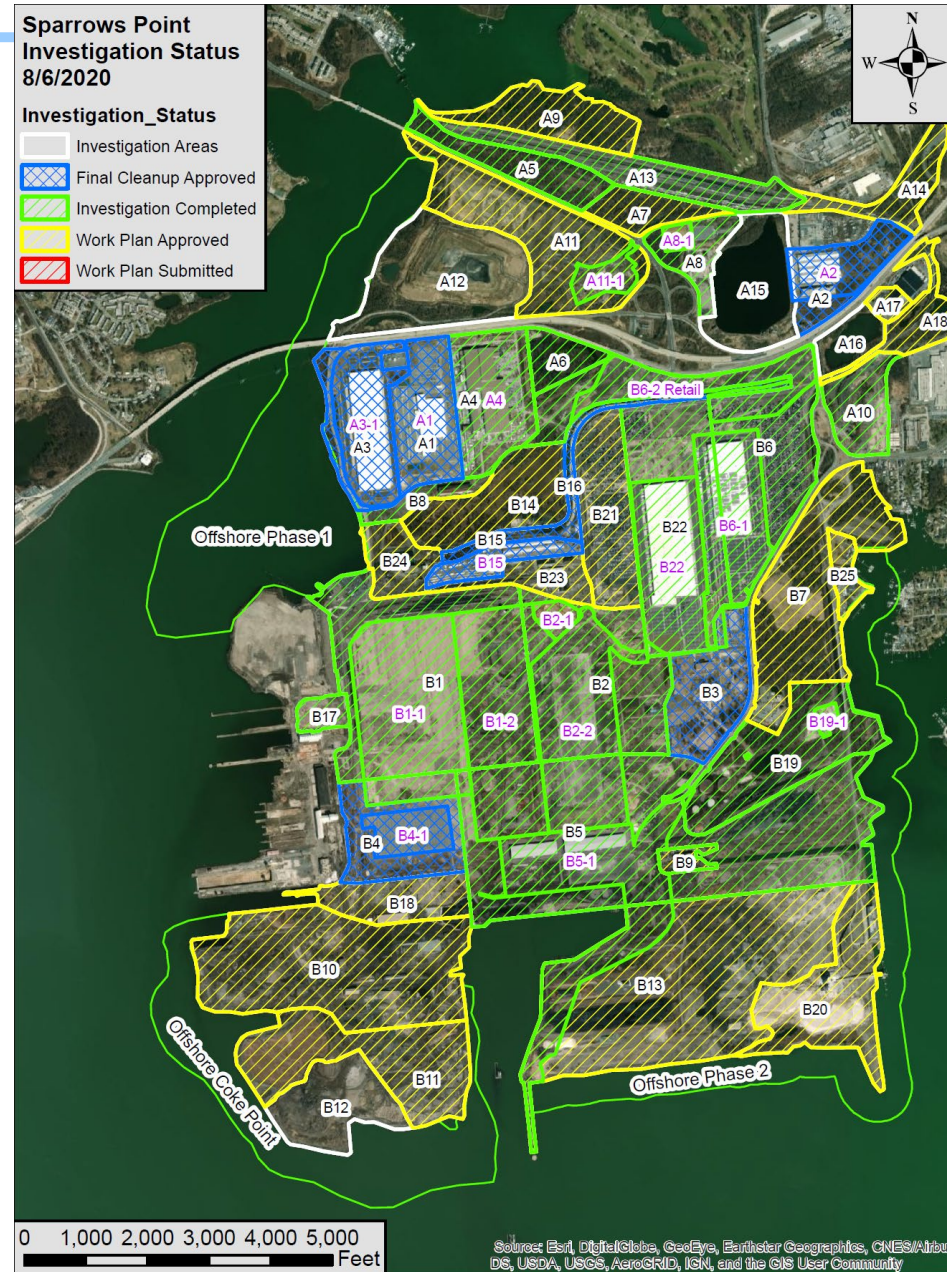 Sparrows Point
Investigation Status
8/6/2020
Investigation_Status
Investigation Areas
Final Cleanup Approved
Investigation Completed
Work Plan Approved
Work Plan Submitted
N
W
S
A9
A5
A13
A14
A7
A11
A8-1
A8
A2
A2
A12
A11-1
A15
A17
A18
A16
A6
A4 A4
B6-2 Retail
A10
A3-1
A3
A1
A1
B6
B16
B8
B14
B21
B22
B6-1
Offshore Phase 1
B15
B15
B24
B23
B22
B7
B25
B2-1
B1
B2
B3
B17
B1-1
B1-2
B2-2
B19-1
B19
B4-1
B4
B5
B5-1
B9
B18
B10
B13
B20
B11
B12
Offshore Coke Point
Offshore Phase 2
0 1,000 2,000 3,000 4,000 5,000
Feet
Source: Esri, DigitalGlobe, GeoEye, Earthstar Geographics, CNES/Airbu
DS, USDA, USGS, AeroGRID, IGN, and the GIS User Community